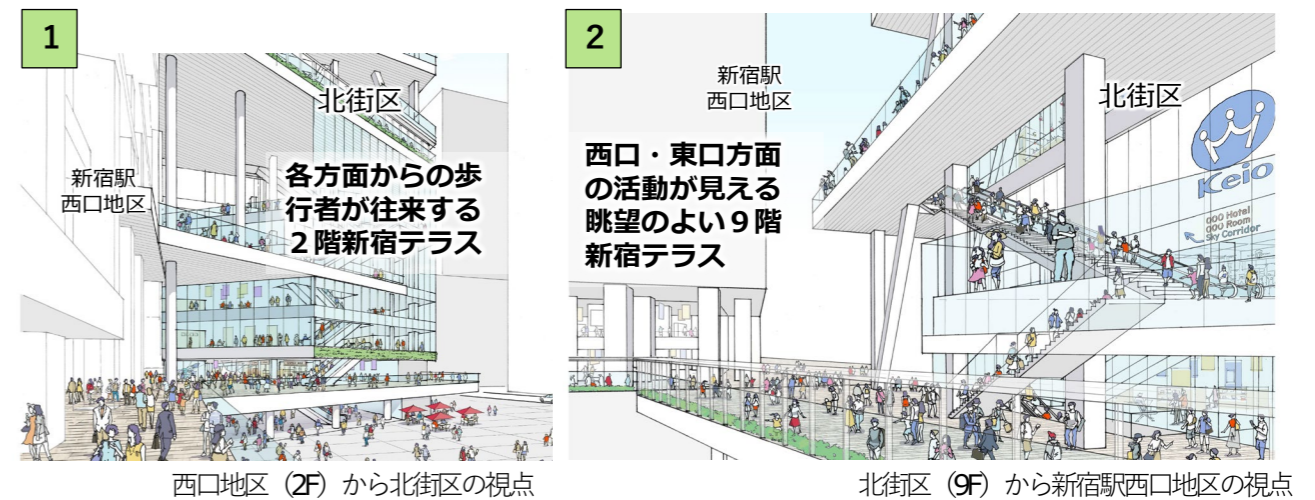 1
北街区
新宿駅
西口地区
各方面からの歩
行者が往来する
２階新宿テラス
西口地区（2F）から北街区の視点
2
新宿駅
西口地区
北街区
西口・東口方面
の活動が見える
眺望のよい９階
新宿テラス
Keio
000 Hotel
000 Room
Sky Corridor
北街区（9F）から新宿駅西口地区の視点